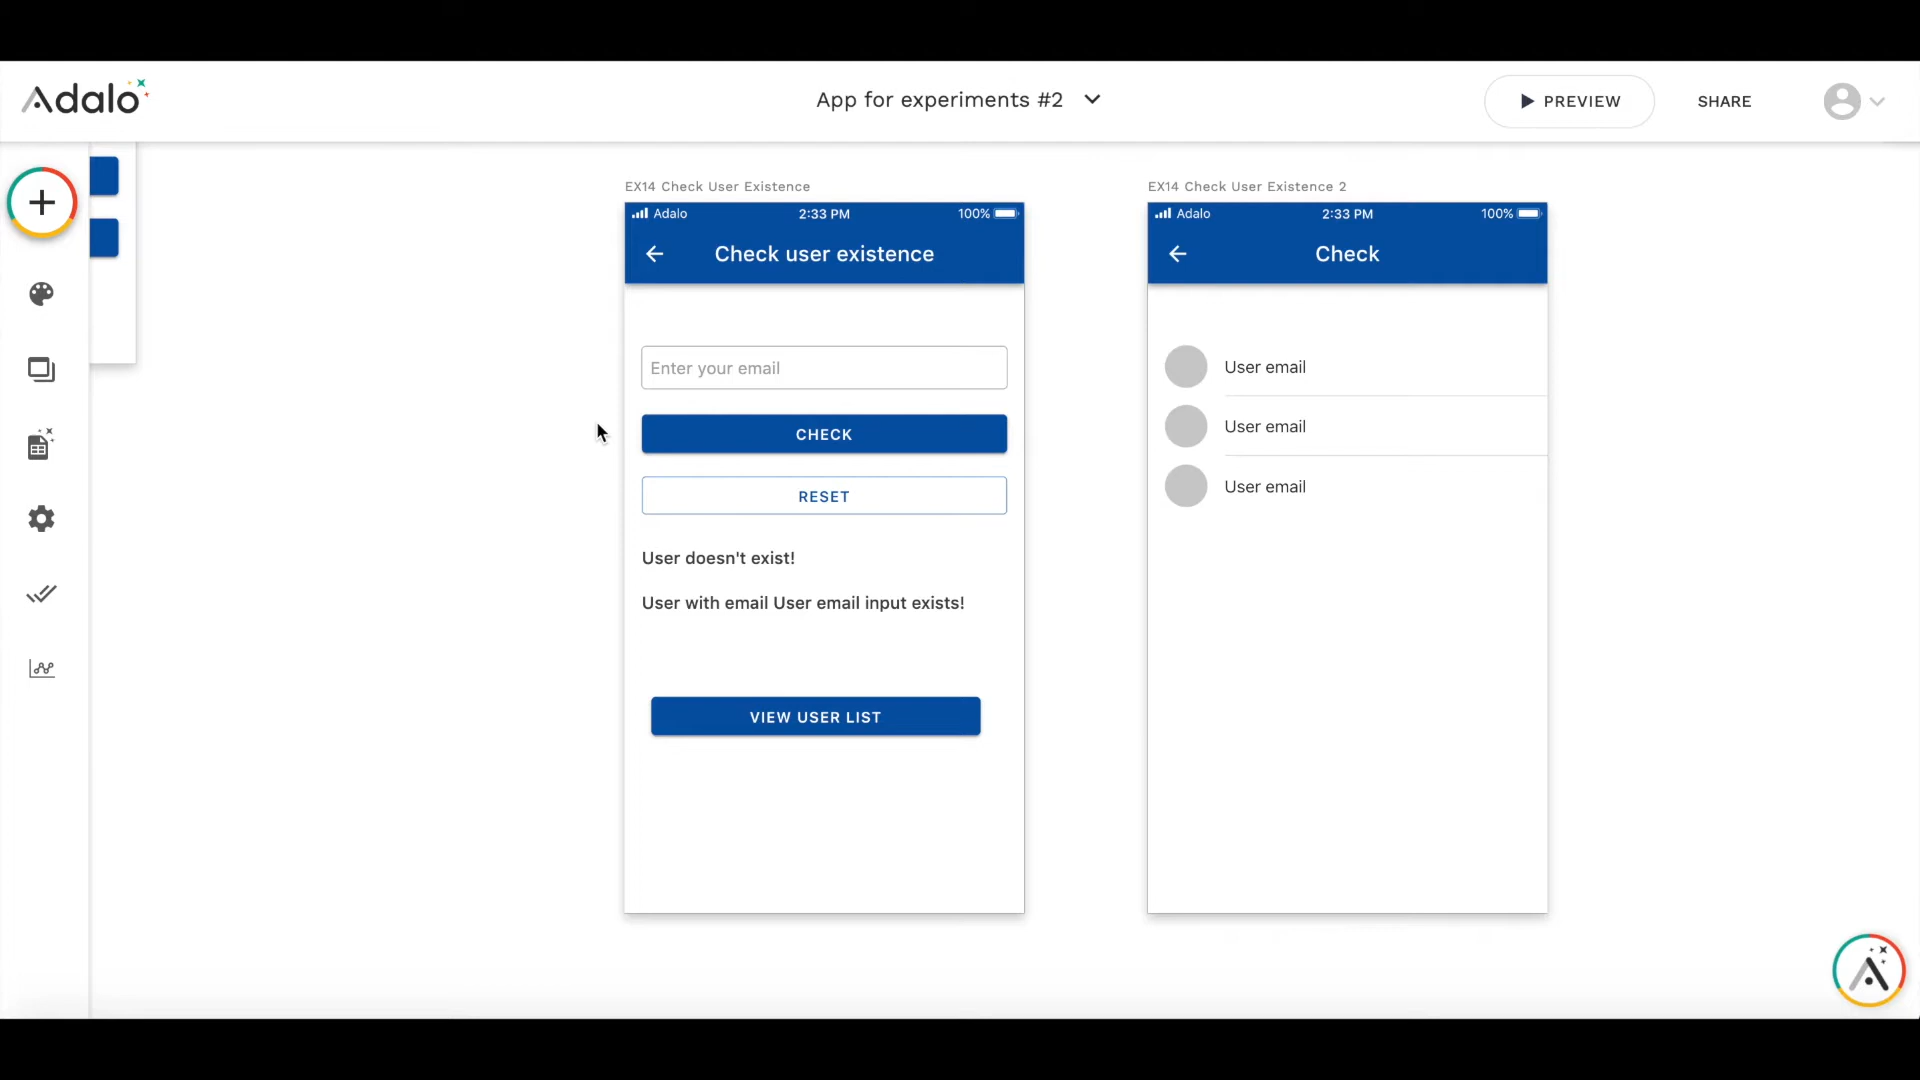 Adalo
App for experiments #2
PREVIEW
SHARE
EX14 Check User Existence
Adalo 2:33 PM 100%
Check user existence
Enter your email
CHECK
RESET
User doesn't exist!
User with email User email input exists!
VIEW USER LIST
EX14 Check User Existence 2
Adalo 2:33 PM 100%
Check
User email
User email
User email